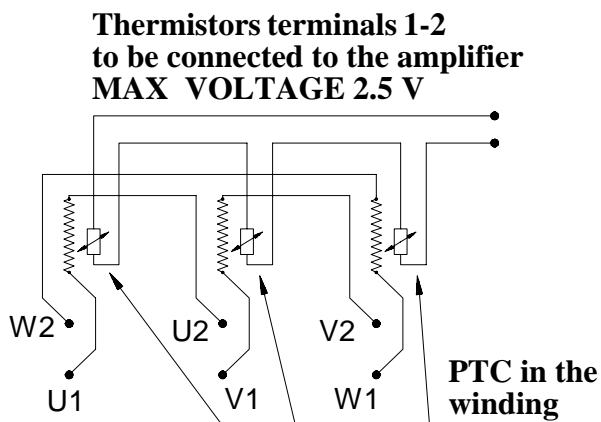 Thermistors terminals 1-2
to be connected to the amplifier
MAX VOLTAGE 2.5 V
W2 U2 V2
U1 V1 W1
PTC in the
winding